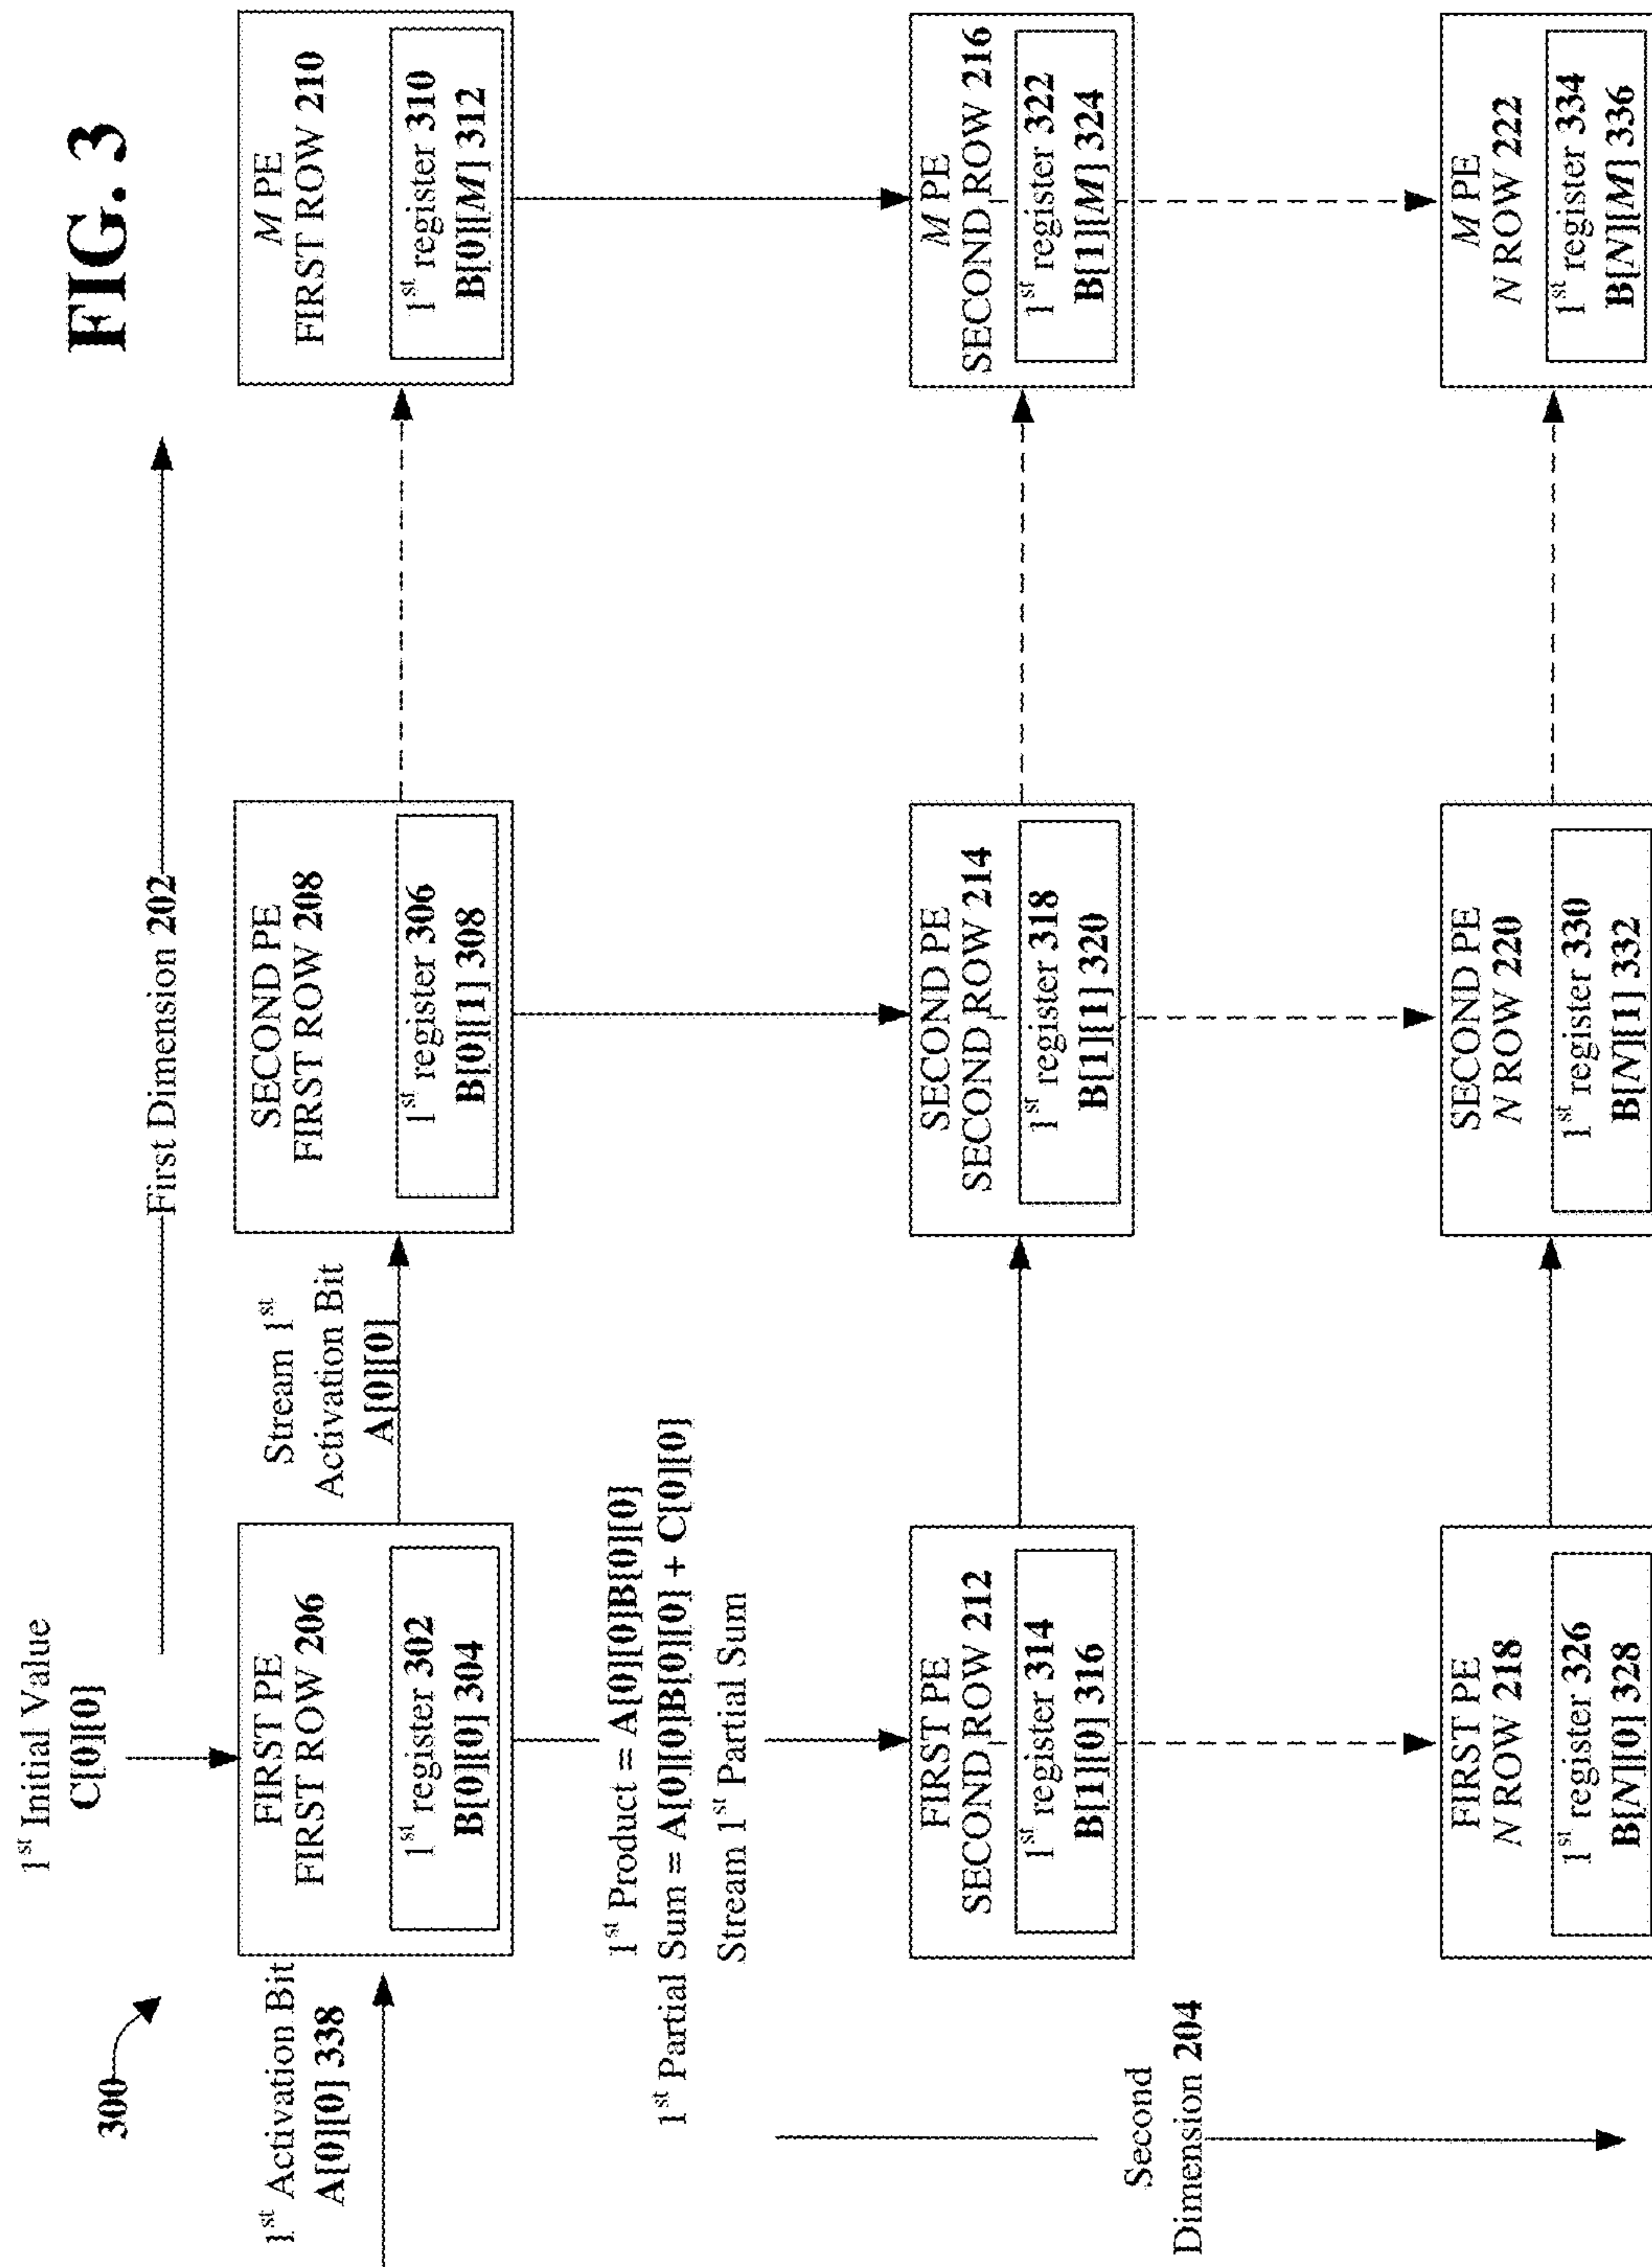 FIG. 3
300
1st Initial Value
C[0][0]
First Dimension 202
1st Activation Bit
A[0][0] 338
FIRST PE
FIRST ROW 206
1st register 302
B[0][0] 304
Stream 1st
Activation Bit
A[0][0]
SECOND PE
FIRST ROW 208
1st register 306
B[0][1] 308
M PE
FIRST ROW 210
1st register 310
B[0][M] 312
1st Product = A[0][0]B[0][0]
1st Partial Sum = A[0][0]B[0][0] + C[0][0]
Stream 1st Partial Sum
FIRST PE
SECOND ROW 212
1st register 314
B[1][0] 316
SECOND PE
SECOND ROW 214
1st register 318
B[1][1] 320
M PE
SECOND ROW 216
1st register 322
B[1][M] 324
Second
Dimension 204
FIRST PE
N ROW 218
1st register 326
B[N][0] 328
SECOND PE
N ROW 220
1st register 330
B[N][1] 332
M PE
N ROW 222
1st register 334
B[N][M] 336